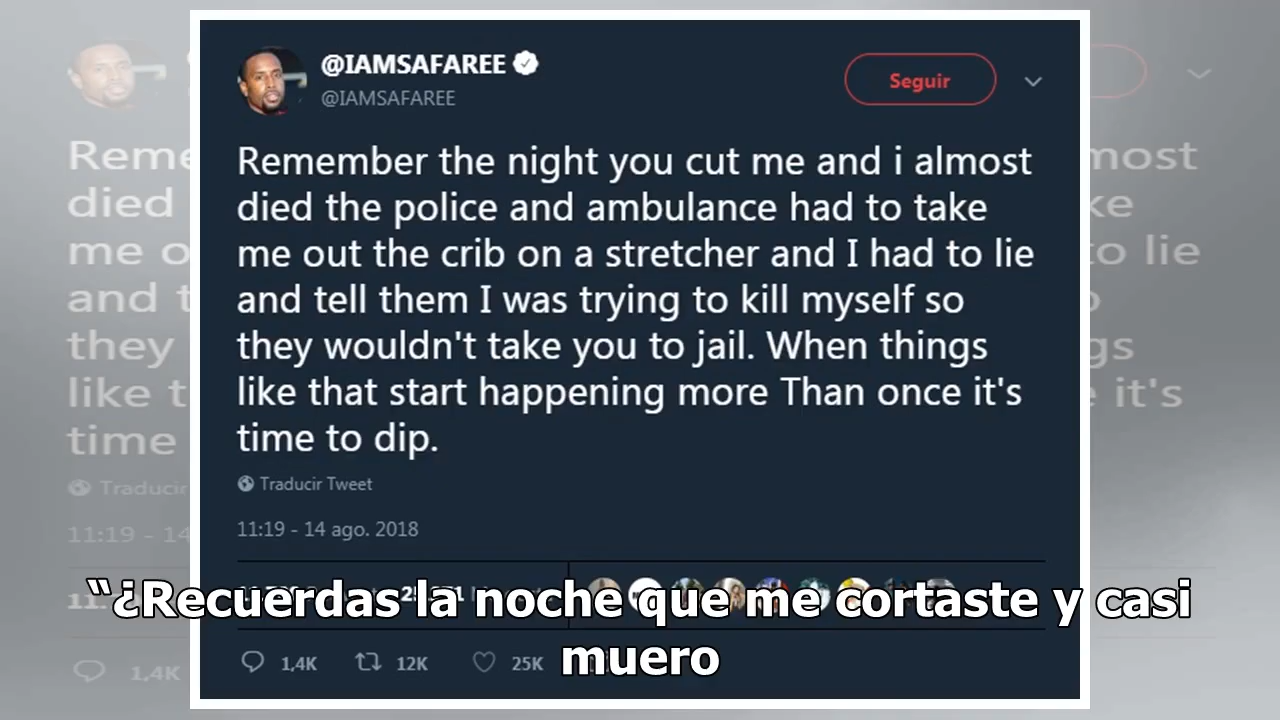 @IAMSAFAREE
@IAMSAFAREE
Seguir
Remember the night you cut me and i almost
died the police and ambulance had to take
me out the crib on a stretcher and I had to lie
and tell them I was trying to kill myself so
they wouldn't take you to jail. When things
like that start happening more Than once it's
time to dip.
Traducir Tweet
11:19 - 14 ago. 2018
“¿Recuerdas la noche que me cortaste y casi
muero
1,4K 12K 25K